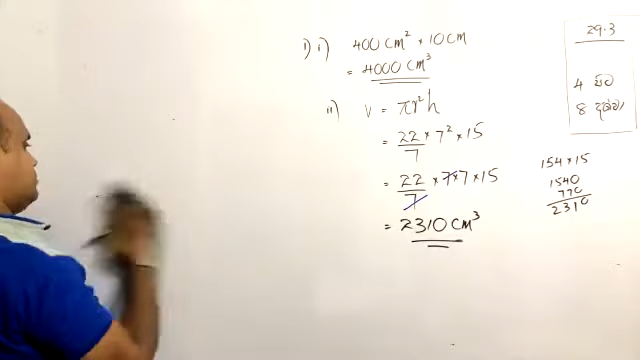 1) i) 400 cm² × 10 cm
= 4000 cm³
ii) V = πr²h
= 22/7 × 7² × 15
= 22/7 × 7 × 7 × 15
= 2310 cm³
29.3
4 සිට
8 දක්වා
154 × 15
1540
770
2310